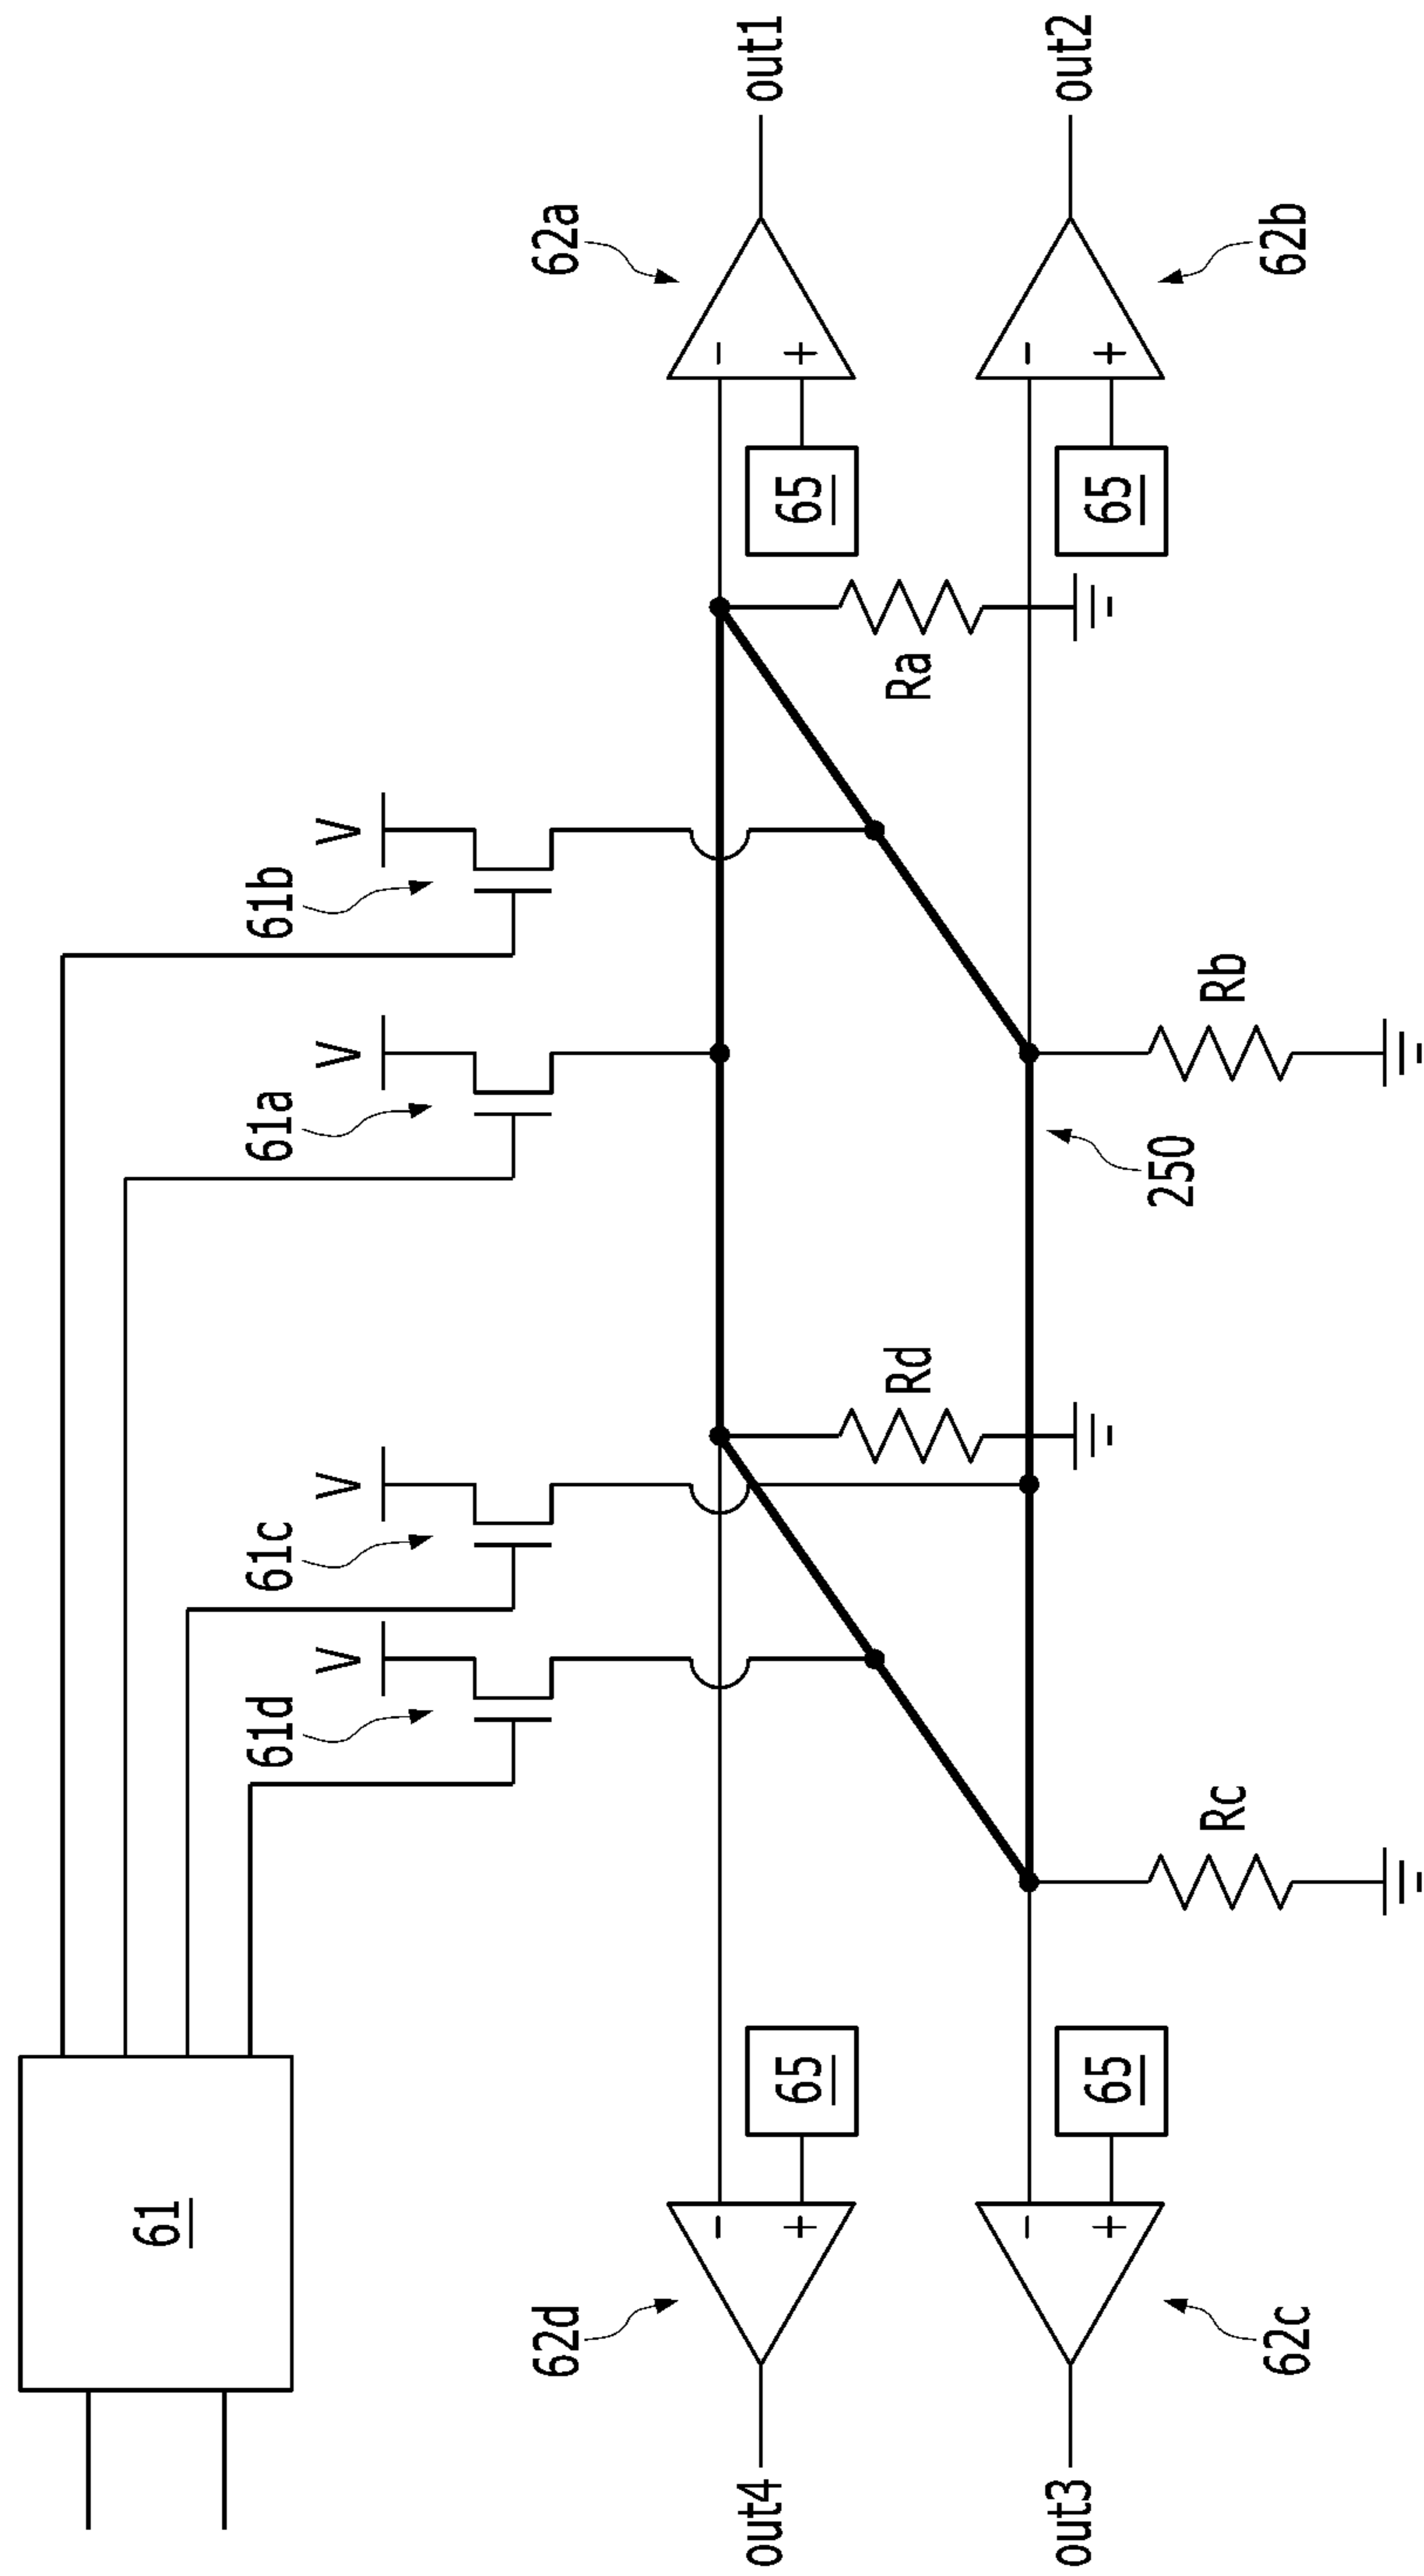 61
61d
61c
61a
61b
V
V
V
V
62d
62a
out4
-
+
65
Rd
Ra
65
-
+
out1
out3
-
+
65
250
65
-
+
out2
62c
Rc
Rb
62b